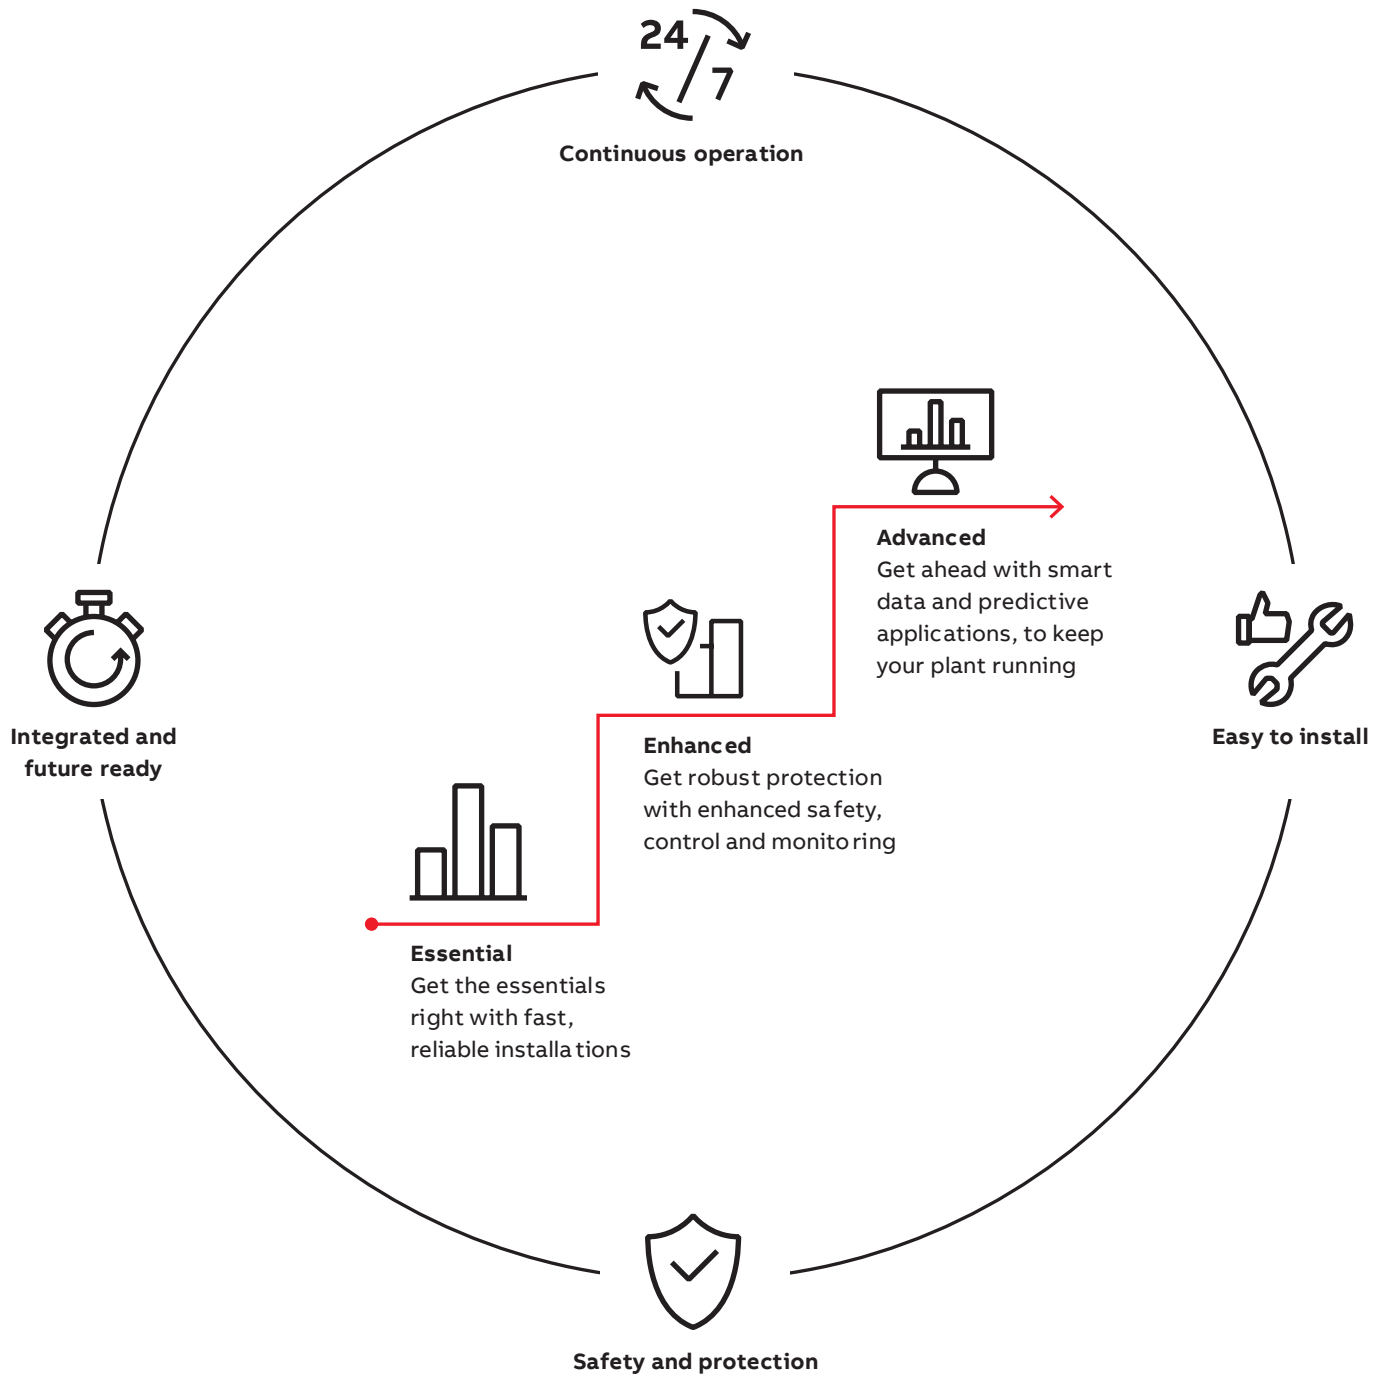 24
7
Continuous operation
Advanced
Get ahead with smart
data and predictive
applications, to keep
your plant running
Integrated and
future ready
Enhanced
Get robust protection
with enhanced safety,
control and monitoring
Easy to install
Essential
Get the essentials
right with fast,
reliable installations
Safety and protection